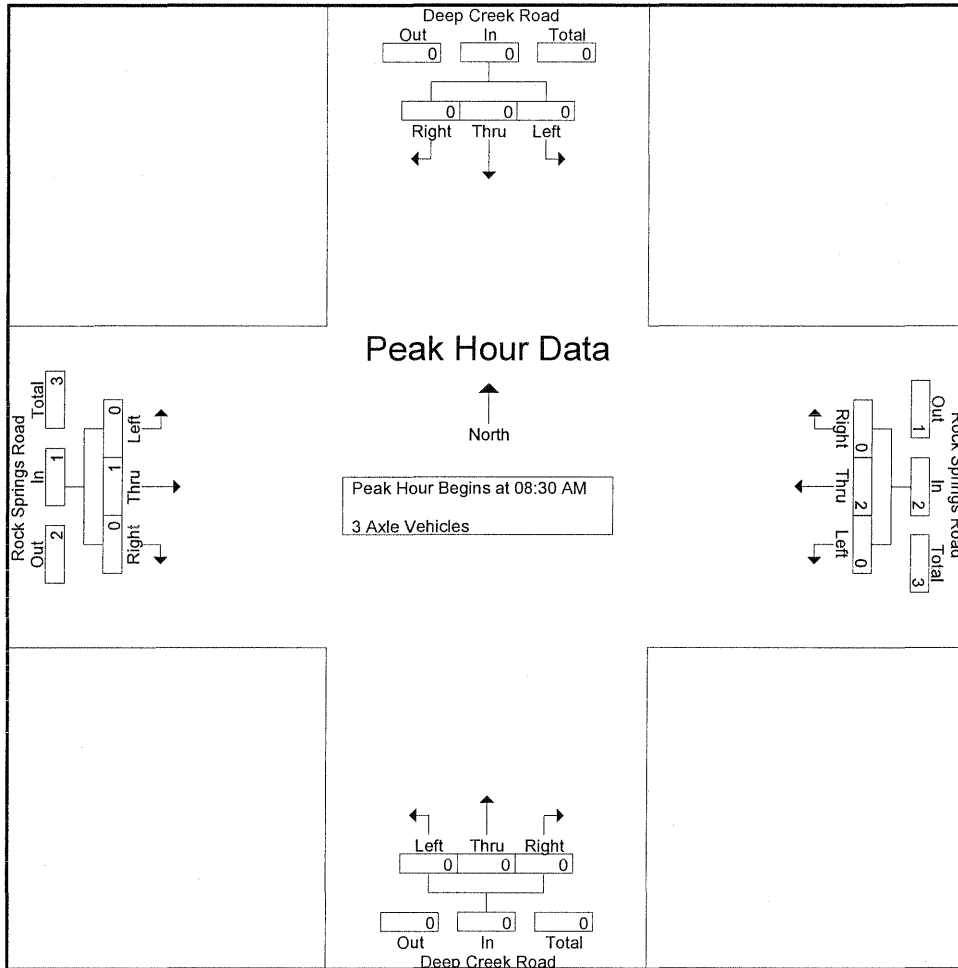 Deep Creek Road
Out In Total
0 0 0
0 0 0
Right Thru Left
Peak Hour Data
North
Peak Hour Begins at 08:30 AM
3 Axle Vehicles
Rock Springs Road
Out In Total
2 1 3
0 1 0
Right Thru Left
Rock Springs Road
Out In Total
1 2 3
0 2 0
Right Thru Left
Left Thru Right
0 0 0
0 0 0
Out In Total
Deep Creek Road